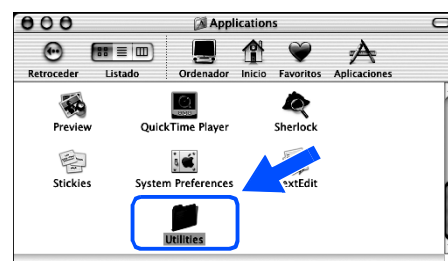 Applications
Retroceder Listado Ordenador Inicio Favoritos Aplicaciones
Preview QuickTime Player Sherlock
Stickies System Preferences extEdit
Utilities